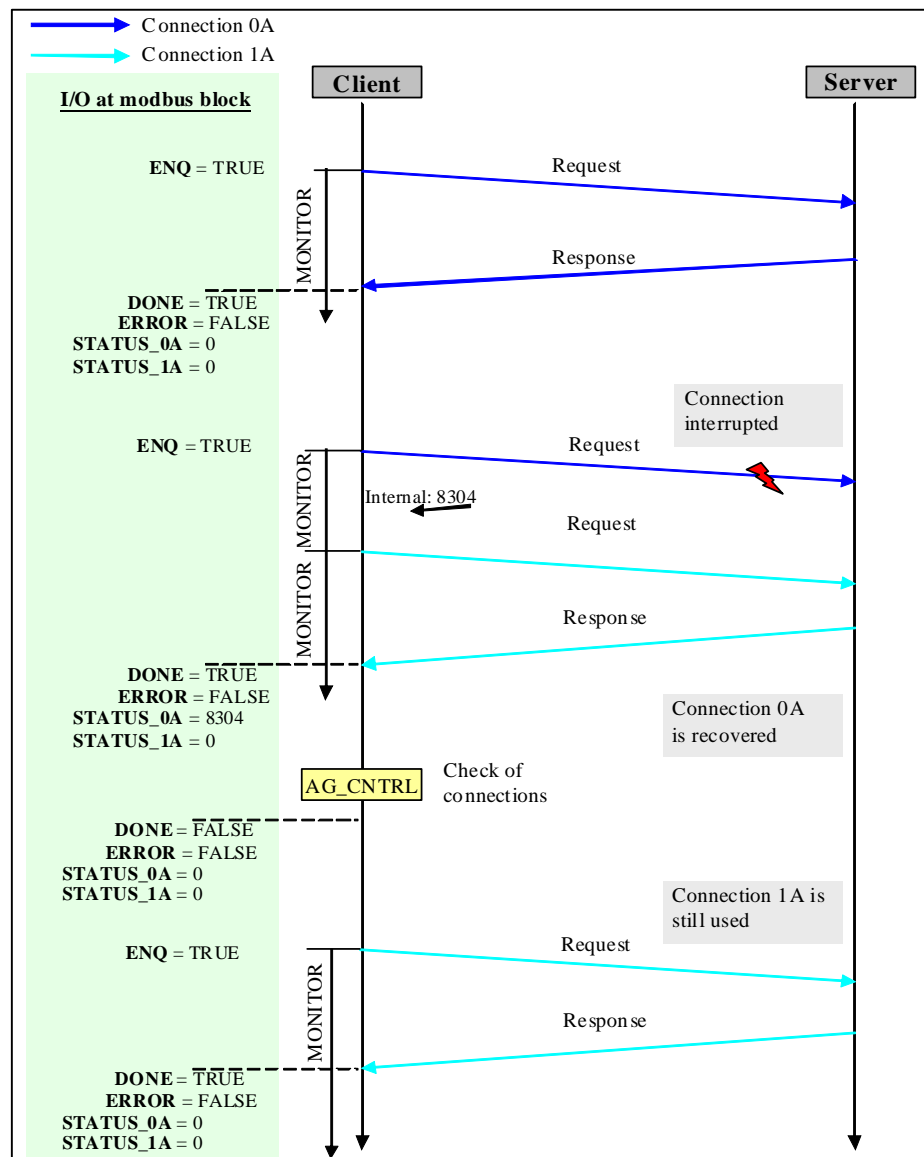 Connection 0A
Connection 1A
I/O at modbus block
Client
Server
ENQ = TRUE
MONITOR
Request
Response
DONE = TRUE
ERROR = FALSE
STATUS_0A = 0
STATUS_1A = 0
Connection
interrupted
ENQ = TRUE
MONITOR
Request
Internal: 8304
Request
MONITOR
Response
DONE = TRUE
ERROR = FALSE
STATUS_0A = 8304
STATUS_1A = 0
Connection 0A
is recovered
AG_CNTRL
Check of
connections
DONE = FALSE
ERROR = FALSE
STATUS_0A = 0
STATUS_1A = 0
Connection 1A is
still used
ENQ = TRUE
MONITOR
Request
Response
DONE = TRUE
ERROR = FALSE
STATUS_0A = 0
STATUS_1A = 0